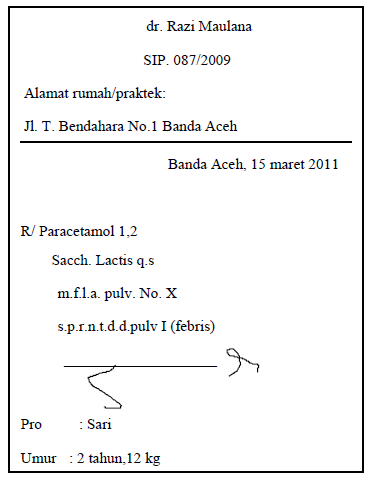 dr. Razi Maulana
SIP. 087/2009
Alamat rumah/praktek:
Jl. T. Bendahara No.1 Banda Aceh
Banda Aceh, 15 maret 2011
R/ Paracetamol 1,2
Sacch. Lactis q.s
m.f.l.a. pulv. No. X
s.p.r.n.t.d.d.pulv I (febris)
Pro : Sari
Umur : 2 tahun,12 kg